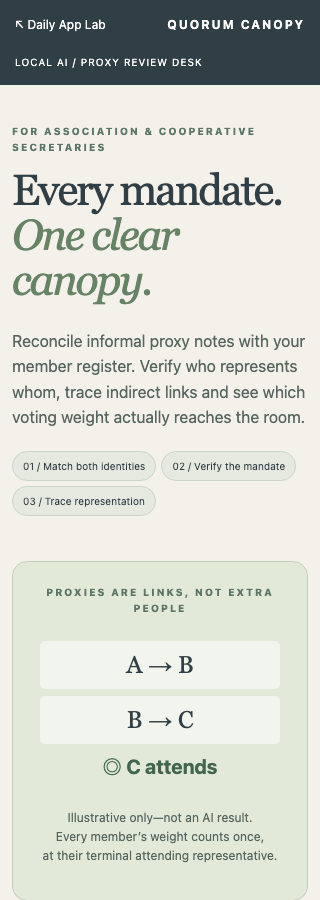 ↖ Daily App Lab
QUORUM CANOPY
LOCAL AI / PROXY REVIEW DESK
FOR ASSOCIATION & COOPERATIVE
SECRETARIES
Every mandate.
One clear
canopy.
Reconcile informal proxy notes with your
member register. Verify who represents
whom, trace indirect links and see which
voting weight actually reaches the room.
01 / Match both identities
02 / Verify the mandate
03 / Trace representation
PROXIES ARE LINKS, NOT EXTRA
PEOPLE
A → B
B → C
◎ C attends
Illustrative only—not an AI result.
Every member’s weight counts once,
at their terminal attending representative.